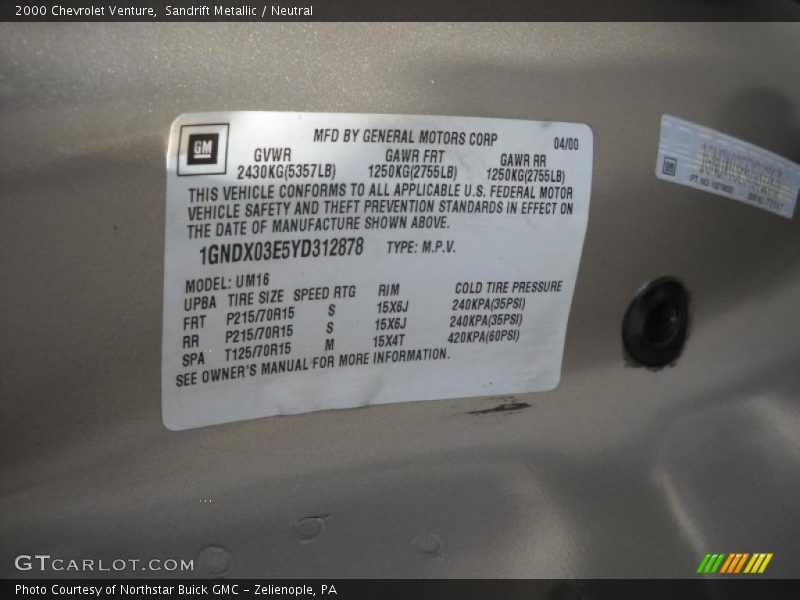 2000 Chevrolet Venture, Sandrift Metallic / Neutral
GM
MFD BY GENERAL MOTORS CORP 04/00
GVWR GAWR FRT GAWR RR
2430KG(5357LB) 1250KG(2755LB) 1250KG(2755LB)
THIS VEHICLE CONFORMS TO ALL APPLICABLE U.S. FEDERAL MOTOR
VEHICLE SAFETY AND THEFT PREVENTION STANDARDS IN EFFECT ON
THE DATE OF MANUFACTURE SHOWN ABOVE.
1GNDX03E5YD312878 TYPE: M.P.V.
MODEL: UM16
UPBA TIRE SIZE SPEED RTG RIM COLD TIRE PRESSURE
FRT P215/70R15 S 15X6J 240KPA(35PSI)
RR P215/70R15 S 15X6J 240KPA(35PSI)
SPA T125/70R15 M 15X4T 420KPA(60PSI)
SEE OWNER'S MANUAL FOR MORE INFORMATION.
GM
PT NO.
GTCARLOT.COM
Photo Courtesy of Northstar Buick GMC - Zelienople, PA